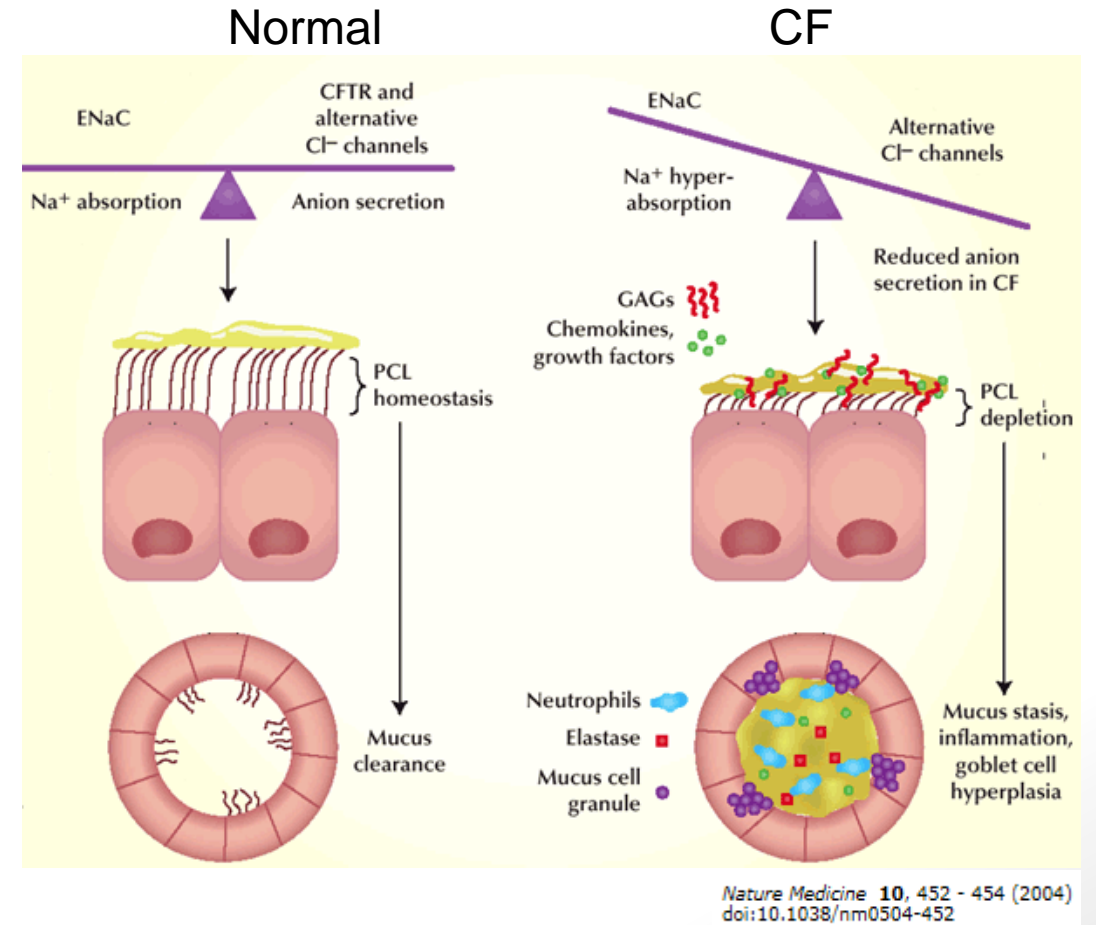 Normal
CF
ENaC
CFTR and
alternative
Cl– channels
Na+ absorption
Anion secretion
PCL
homeostasis
Mucus
clearance
ENaC
Alternative
Cl– channels
Na+ hyper-
absorption
Reduced anion
secretion in CF
GAGs
Chemokines,
growth factors
PCL
depletion
Neutrophils
Elastase
Mucus cell
granule
Mucus stasis,
inflammation,
goblet cell
hyperplasia
Nature Medicine 10, 452 - 454 (2004)
doi:10.1038/nm0504-452